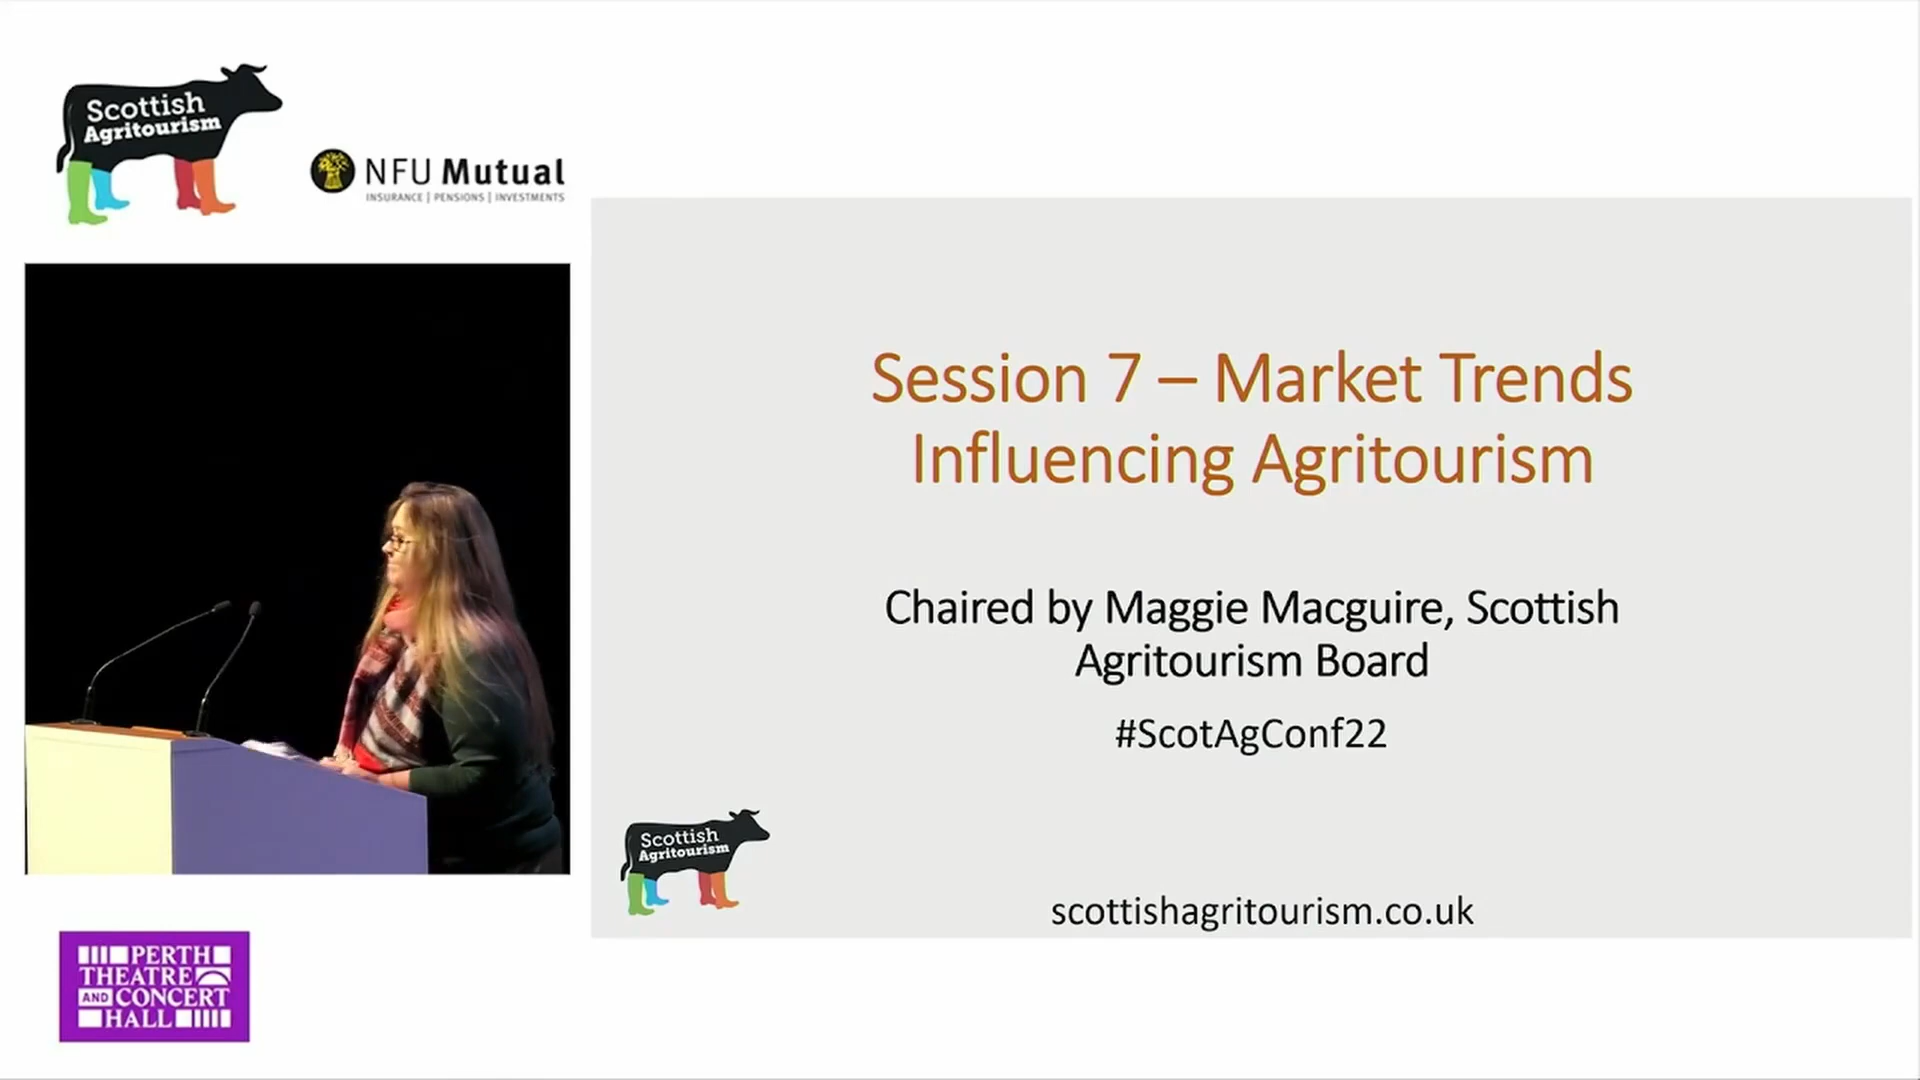 Scottish
Agritourism
NFU Mutual
INSURANCE | PENSIONS | INVESTMENTS
Session 7 – Market Trends
Influencing Agritourism
Chaired by Maggie Macguire, Scottish
Agritourism Board
#ScotAgConf22
Scottish
Agritourism
scottishagritourism.co.uk
PERTH
THEATRE
AND CONCERT
HALL